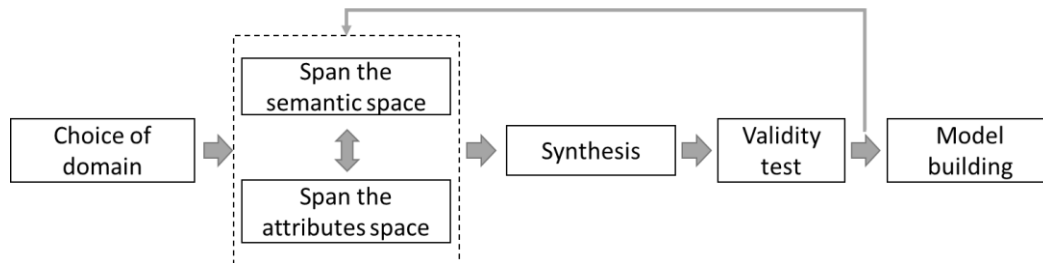 Choice of
domain
Span the
semantic space
Span the
attributes space
Synthesis
Validity
test
Model
building